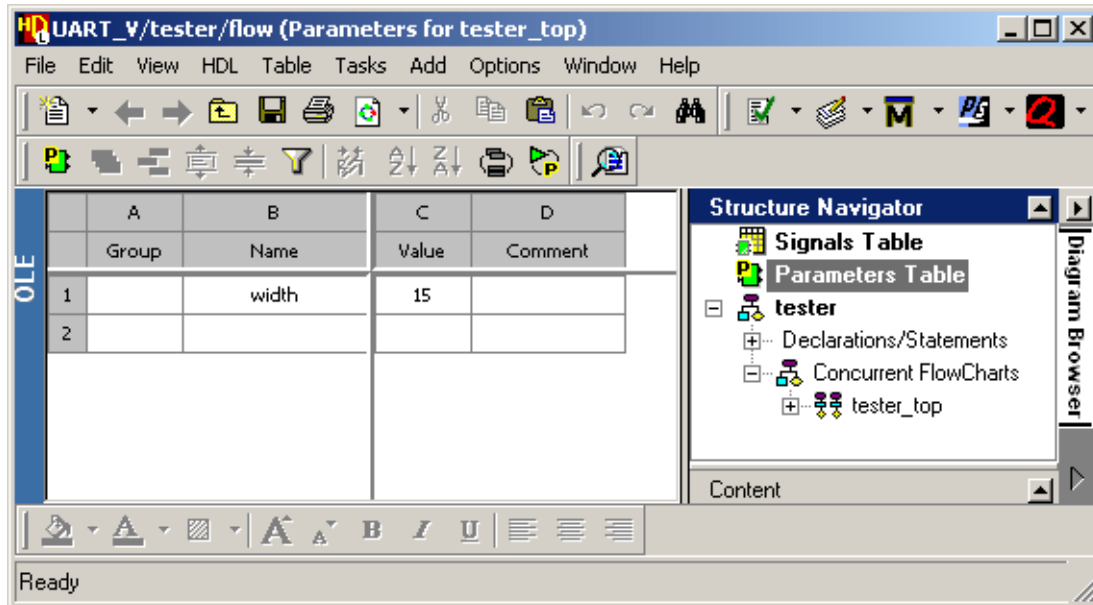 UART_V/tester/flow (Parameters for tester_top)
File Edit View HDL Table Tasks Add Options Window Help
OLE
A B C D
Group Name Value Comment
1 width 15
2
Structure Navigator
Signals Table
Parameters Table
tester
Declarations/Statements
Concurrent FlowCharts
tester_top
Content
Diagram Browser
A A B I U
Ready